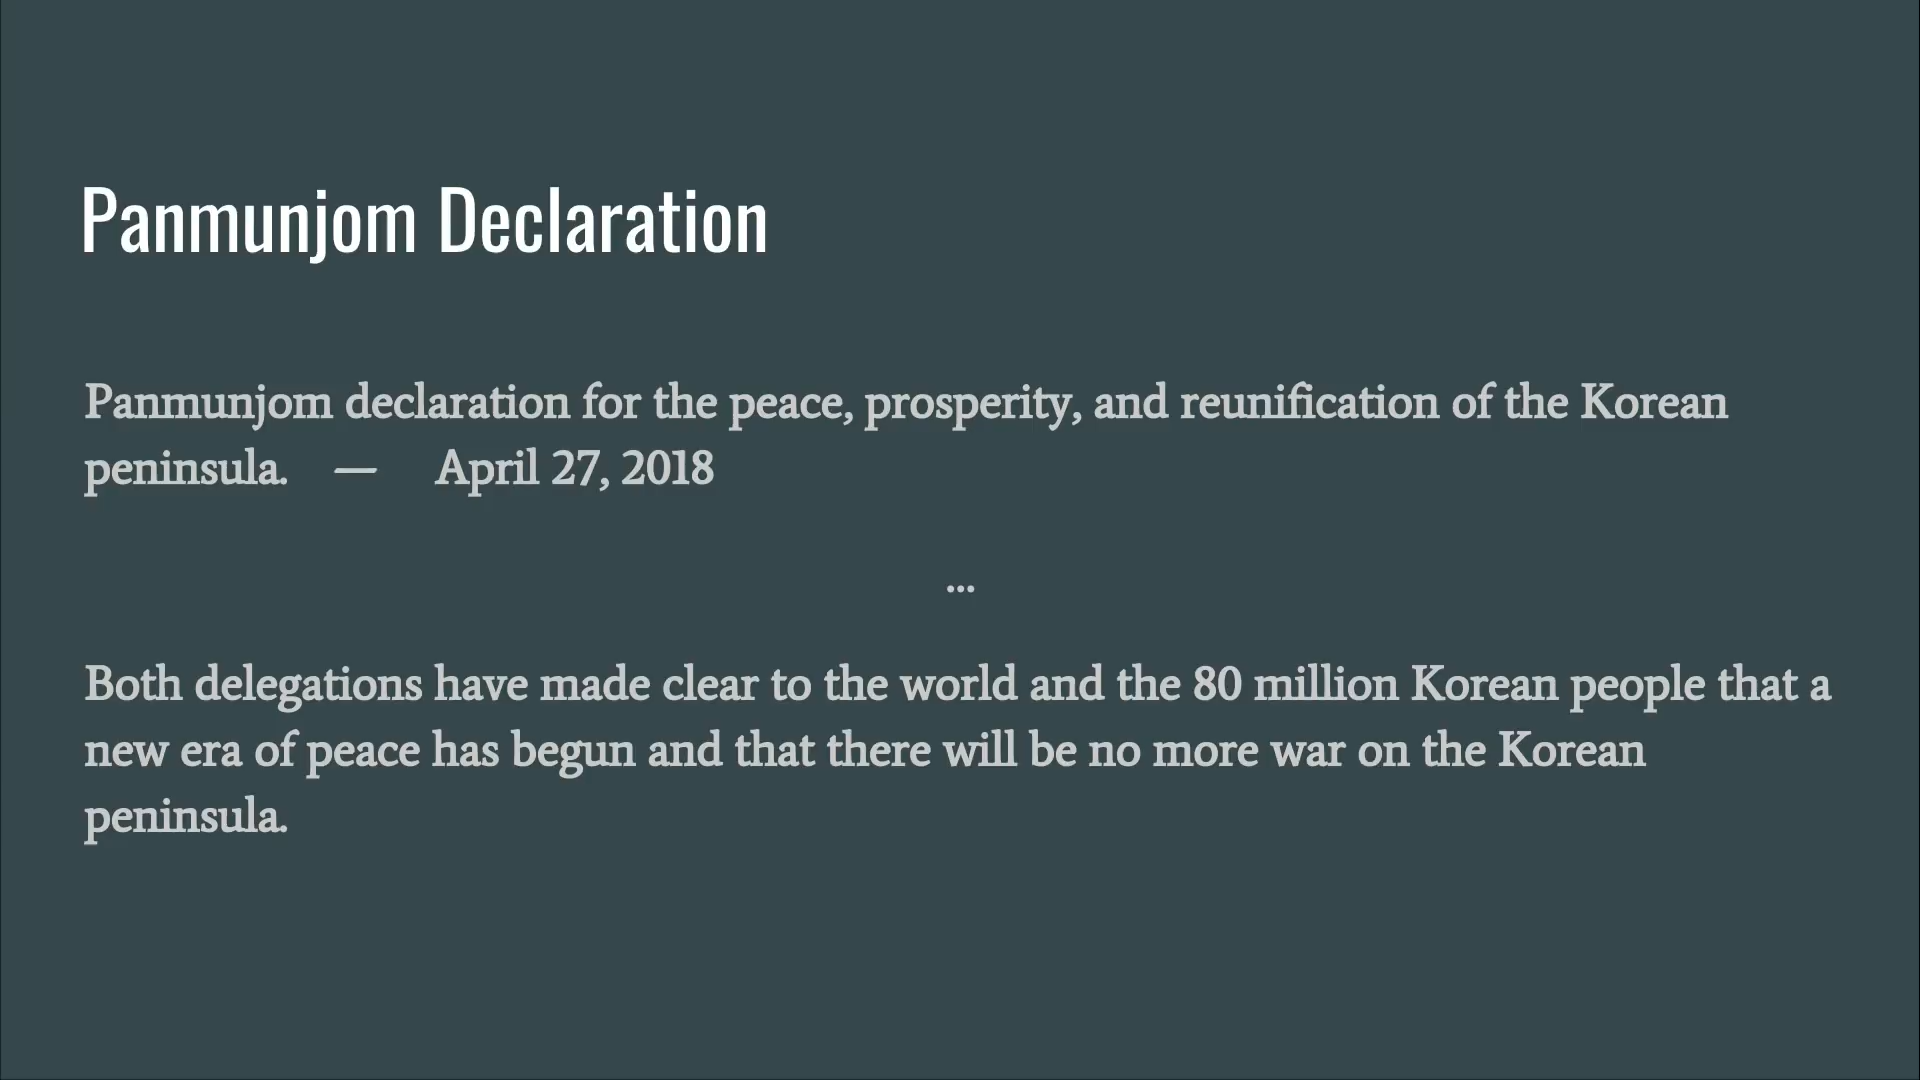 Panmunjom Declaration
Panmunjom declaration for the peace, prosperity, and reunification of the Korean
peninsula. — April 27, 2018
...
Both delegations have made clear to the world and the 80 million Korean people that a
new era of peace has begun and that there will be no more war on the Korean
peninsula.